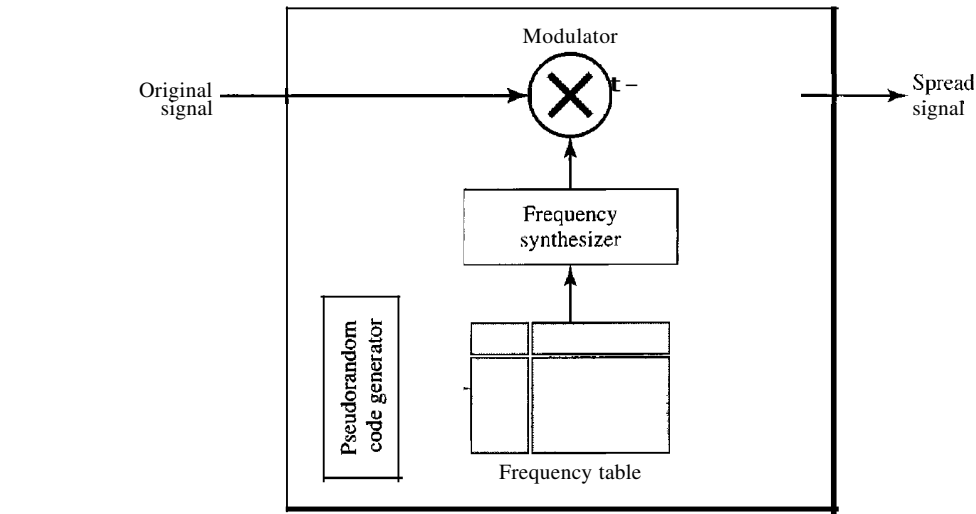 Modulator
Original
signal
Spread
signal
Frequency
synthesizer
Pseudorandom
code generator
Frequency table